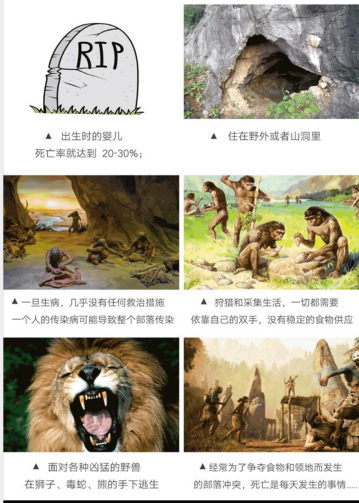 RIP
▲ 出生时的婴儿
死亡率就达到 20-30%；
▲ 住在野外或者山洞里
▲一旦生病，几乎没有任何救治措施
一个人的传染病可能导致整个部落传染
▲ 狩猎和采集生活，一切都需要
依靠自己的双手，没有稳定的食物供应
▲ 面对各种凶猛的野兽
在狮子、毒蛇、熊的手下逃生
▲经常为了争夺食物和领地而发生
的部落冲突，死亡是每天发生的事情.....